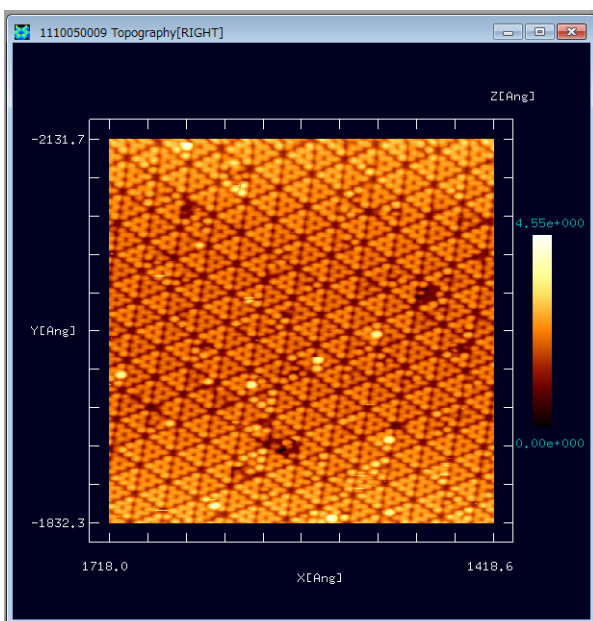 1110050009 Topography[RIGHT]
Z[Ang]
-2131.7
4.55e+000
Y[Ang]
0.00e+000
-1832.3
1718.0
1418.6
X[Ang]